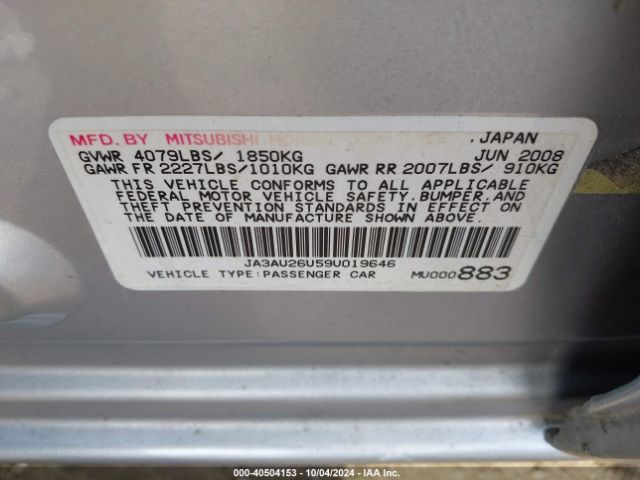 MFD. BY MITSUBISHI . JAPAN
GVWR 4079LBS/ 1850KG JUN 2008
GAWR FR 2227LBS/1010KG GAWR RR 2007LBS/ 910KG
THIS VEHICLE CONFORMS TO ALL APPLICABLE
FEDERAL MOTOR VEHICLE SAFETY, BUMPER, AND
THEFT PREVENTION STANDARDS IN EFFECT ON
THE DATE OF MANUFACTURE SHOWN ABOVE.
JA3AU26U59U019646
VEHICLE TYPE:PASSENGER CAR MU000883
000-40504153 - 10/04/2024 - IAA Inc.